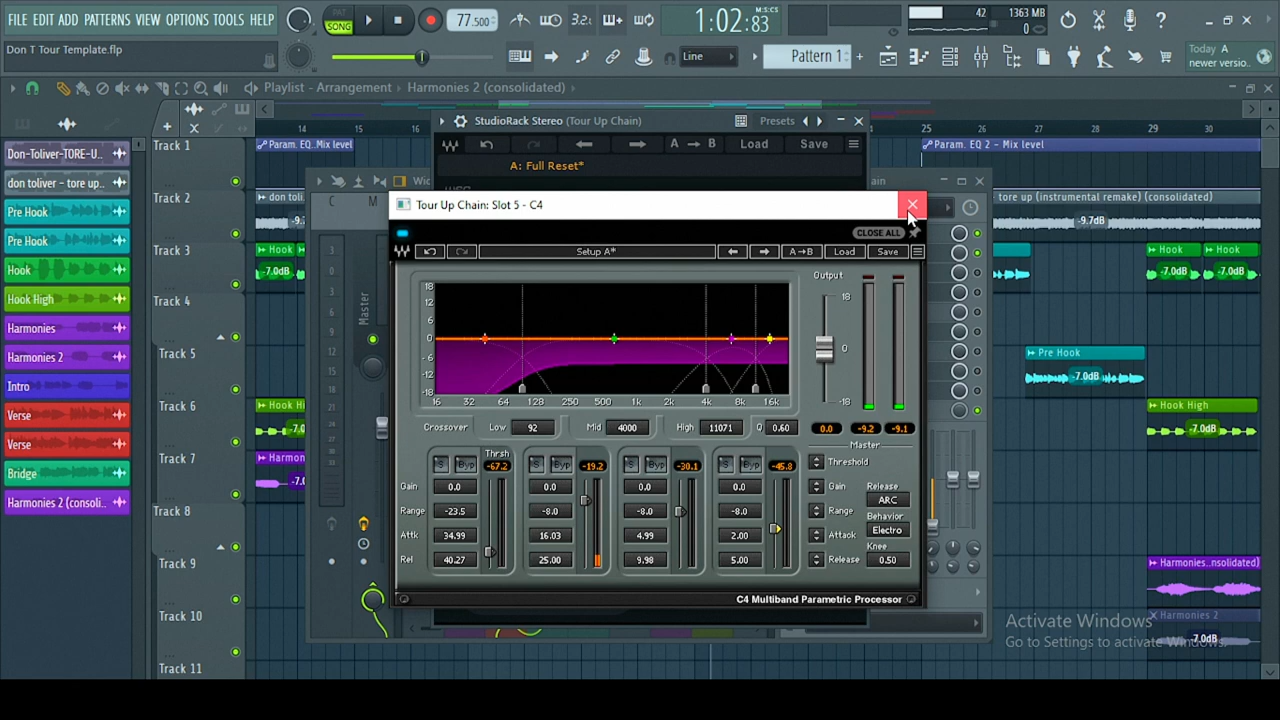 FILE EDIT ADD PATTERNS VIEW OPTIONS TOOLS HELP
Don T Tour Template.flp
PAT
SONG
77.500
3.2
1:02:83
M:S:CS
42
1363 MB
0
Line
Pattern 1
Today A
newer versio..
Playlist - Arrangement › Harmonies 2 (consolidated) ›
StudioRack Stereo (Tour Up Chain)
Presets
A → B
Load
Save
A: Full Reset*
14
15
16
25
26
27
28
29
30
Don-Toliver-TORE-U..
don toliver - tore up..
Pre Hook
Pre Hook
Hook
Hook High
Harmonies
Harmonies 2
Intro
Verse
Verse
Bridge
Harmonies 2 (consoli..
Track 1
Track 2
Track 3
Track 4
Track 5
Track 6
Track 7
Track 8
Track 9
Track 10
Track 11
Param. EQ..Mix level
Param. EQ 2 - Mix level
don toli..
tore up (instrumental remake) (consolidated)
-9.7dB
Hook
-7.0dB
Hook
Hook
-7.0dB
-7.0dB
Pre Hook
-7.0dB
Hook Hi
Hook High
-7.0dB
Harmon
Harmonies..nsolidated)
Harmonies 2
-7.0dB
C
M
Master
Tour Up Chain: Slot 5 - C4
CLOSE ALL
Setup A*
A→B
Load
Save
18
12
6
0
-6
-12
-18
16 32 64 128 250 500 1k 2k 4k 8k 16k
Output
18
0
-18
0.0
-9.2
-9.1
Crossover
Low
92
Mid
4000
High
11071
Q
0.60
Master
Thrsh
S
Byp
-67.2
S
Byp
-19.2
S
Byp
-30.1
S
Byp
-45.8
Threshold
Gain
0.0
0.0
0.0
0.0
Gain
Release
ARC
Range
-23.5
-8.0
-8.0
-8.0
Range
Behavior
Electro
Attk
34.99
16.03
4.99
2.00
Attack
Knee
0.50
Rel
40.27
25.00
9.98
5.00
Release
C4 Multiband Parametric Processor
Activate Windows
Go to Settings to activate Windows.